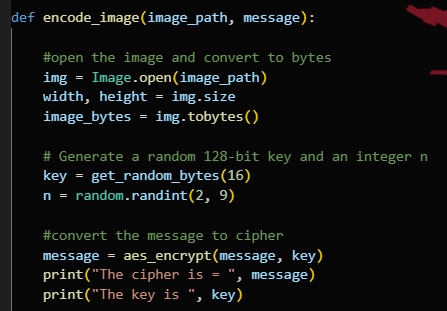 def encode_image(image_path, message):
#open the image and convert to bytes
img = Image.open(image_path)
width, height = img.size
image_bytes = img.tobytes()
# Generate a random 128-bit key and an integer n
key = get_random_bytes(16)
n = random.randint(2, 9)
#convert the message to cipher
message = aes_encrypt(message, key)
print("The cipher is = ", message)
print("The key is ", key)